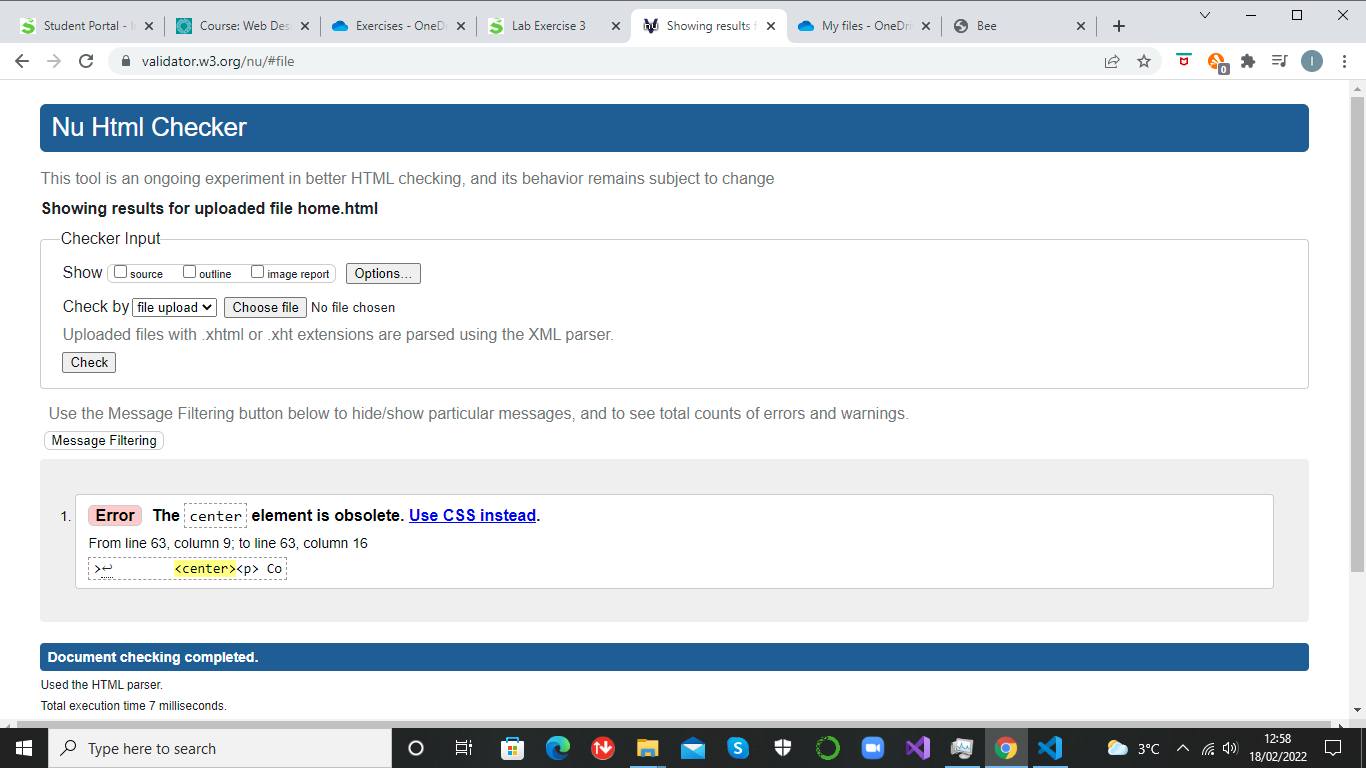 Student Portal - I
Course: Web Des
Exercises - OneD
Lab Exercise 3
Showing results f
My files - OneDri
Bee
validator.w3.org/nu/#file
0
I
Nu Html Checker
This tool is an ongoing experiment in better HTML checking, and its behavior remains subject to change
Showing results for uploaded file home.html
Checker Input
Show source outline image report Options...
Check by file upload Choose file No file chosen
Uploaded files with .xhtml or .xht extensions are parsed using the XML parser.
Check
Use the Message Filtering button below to hide/show particular messages, and to see total counts of errors and warnings.
Message Filtering
1. Error The center element is obsolete. Use CSS instead.
From line 63, column 9; to line 63, column 16
>↩ <center><p> Co
Document checking completed.
Used the HTML parser.
Total execution time 7 milliseconds.
Type here to search
3°C
12:58
18/02/2022